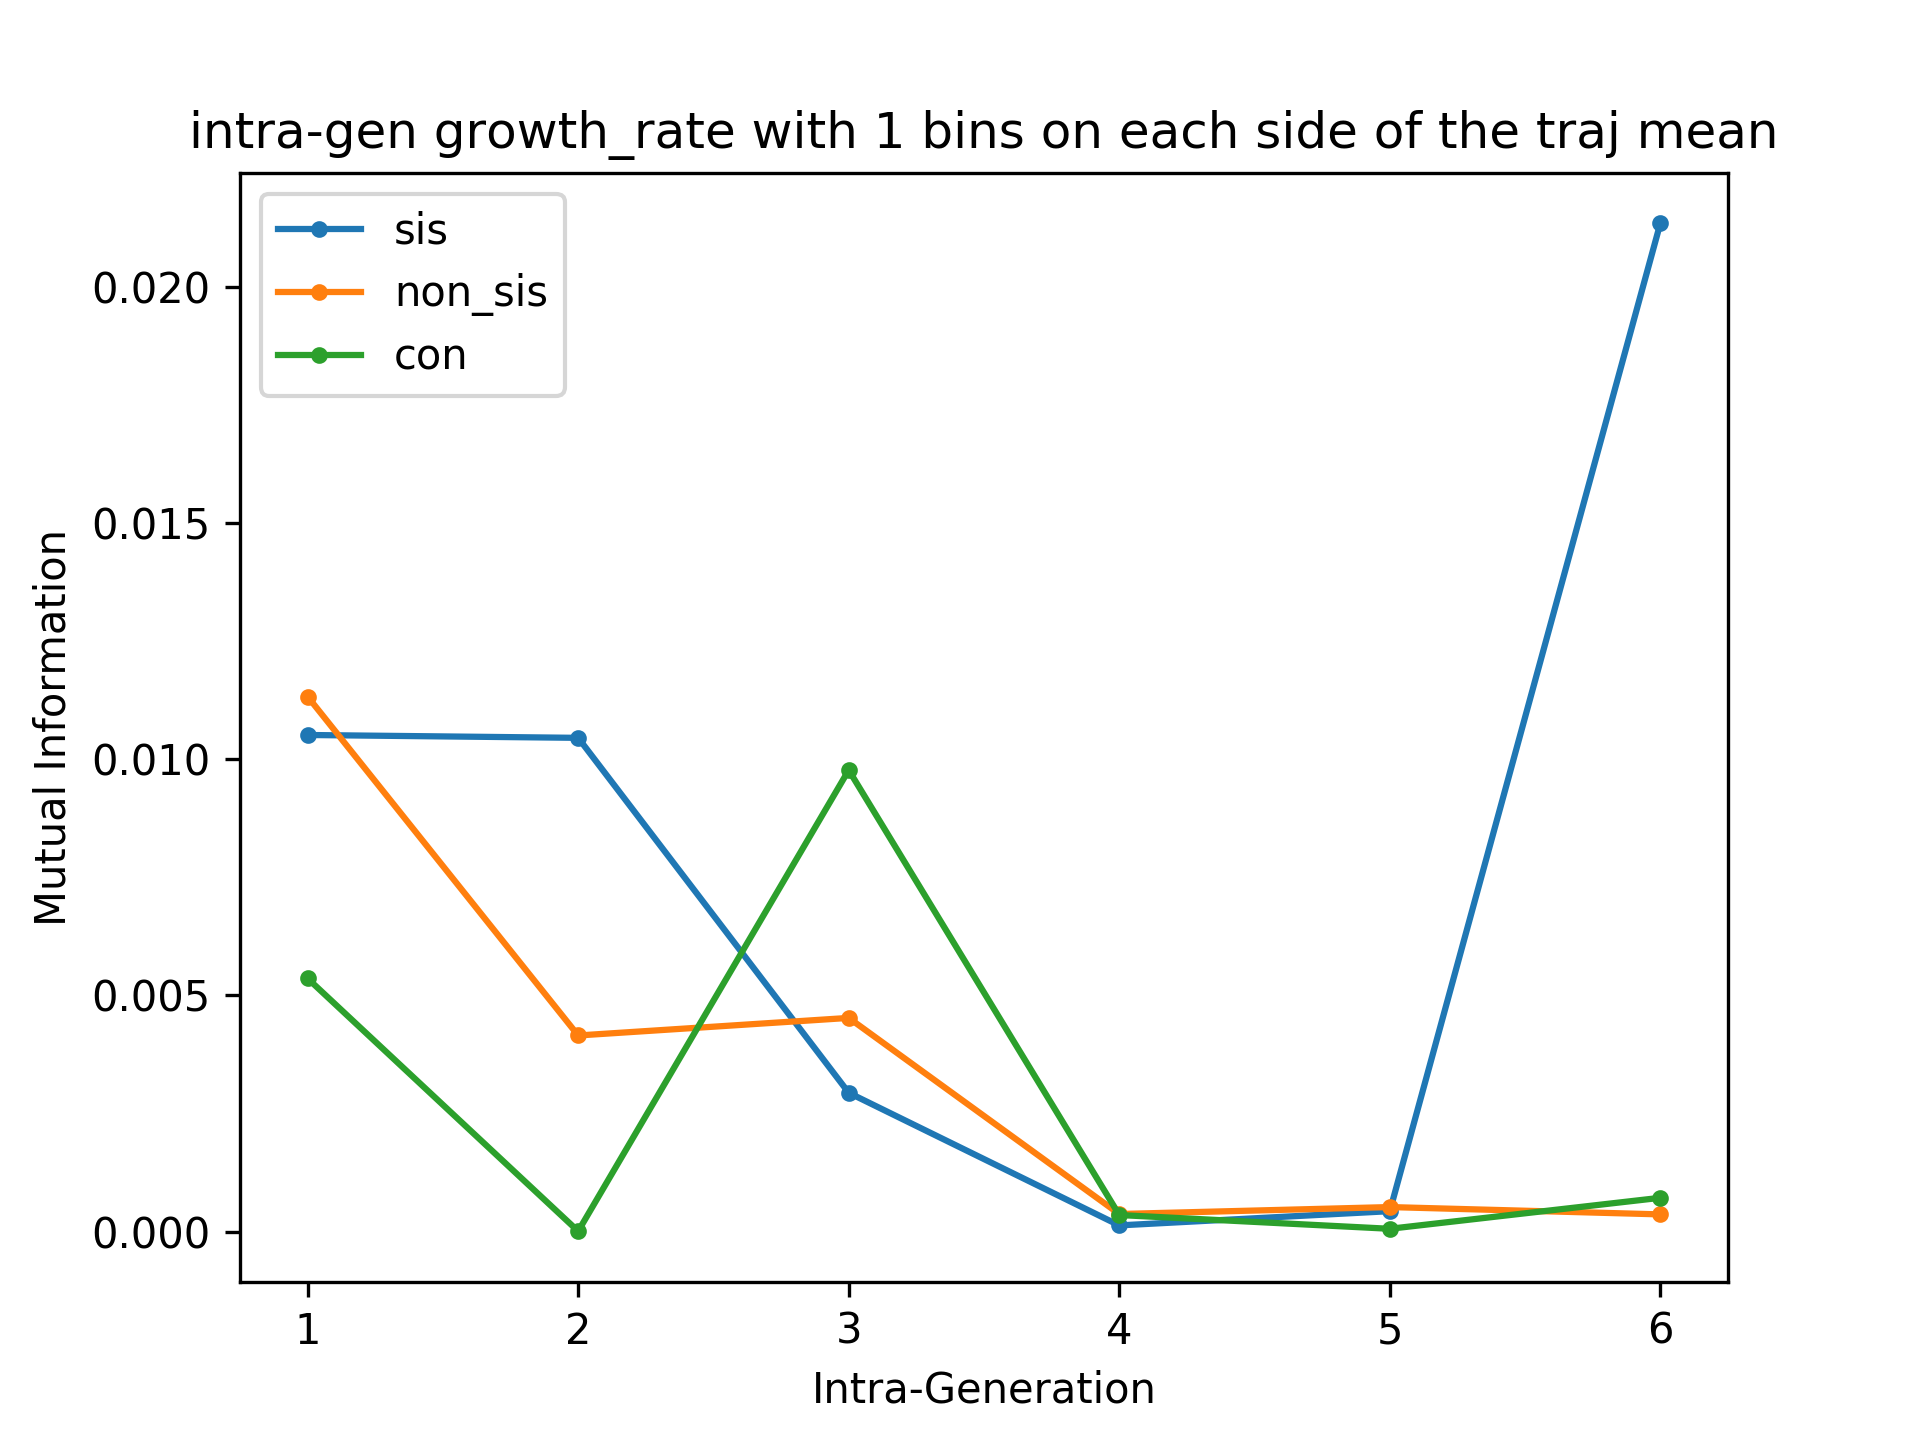 intra-gen growth_rate with 1 bins on each side of the traj mean
sis
non_sis
con
Mutual Information
0.020
0.015
0.010
0.005
0.000
1 2 3 4 5 6
Intra-Generation